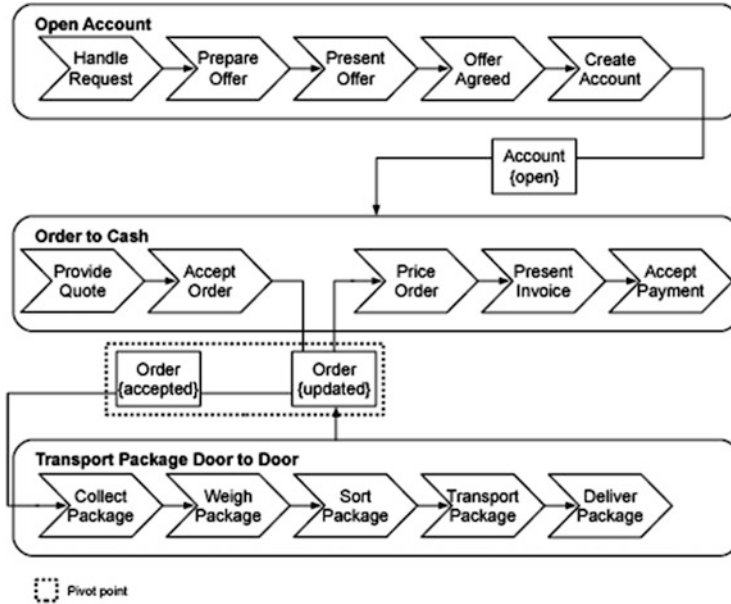 Open Account
Handle
Request
Prepare
Offer
Present
Offer
Offer
Agreed
Create
Account
Account
{open}
Order to Cash
Provide
Quote
Accept
Order
Price
Order
Present
Invoice
Accept
Payment
Order
{accepted}
Order
{updated}
Transport Package Door to Door
Collect
Package
Weigh
Package
Sort
Package
Transport
Package
Deliver
Package
Pivot point